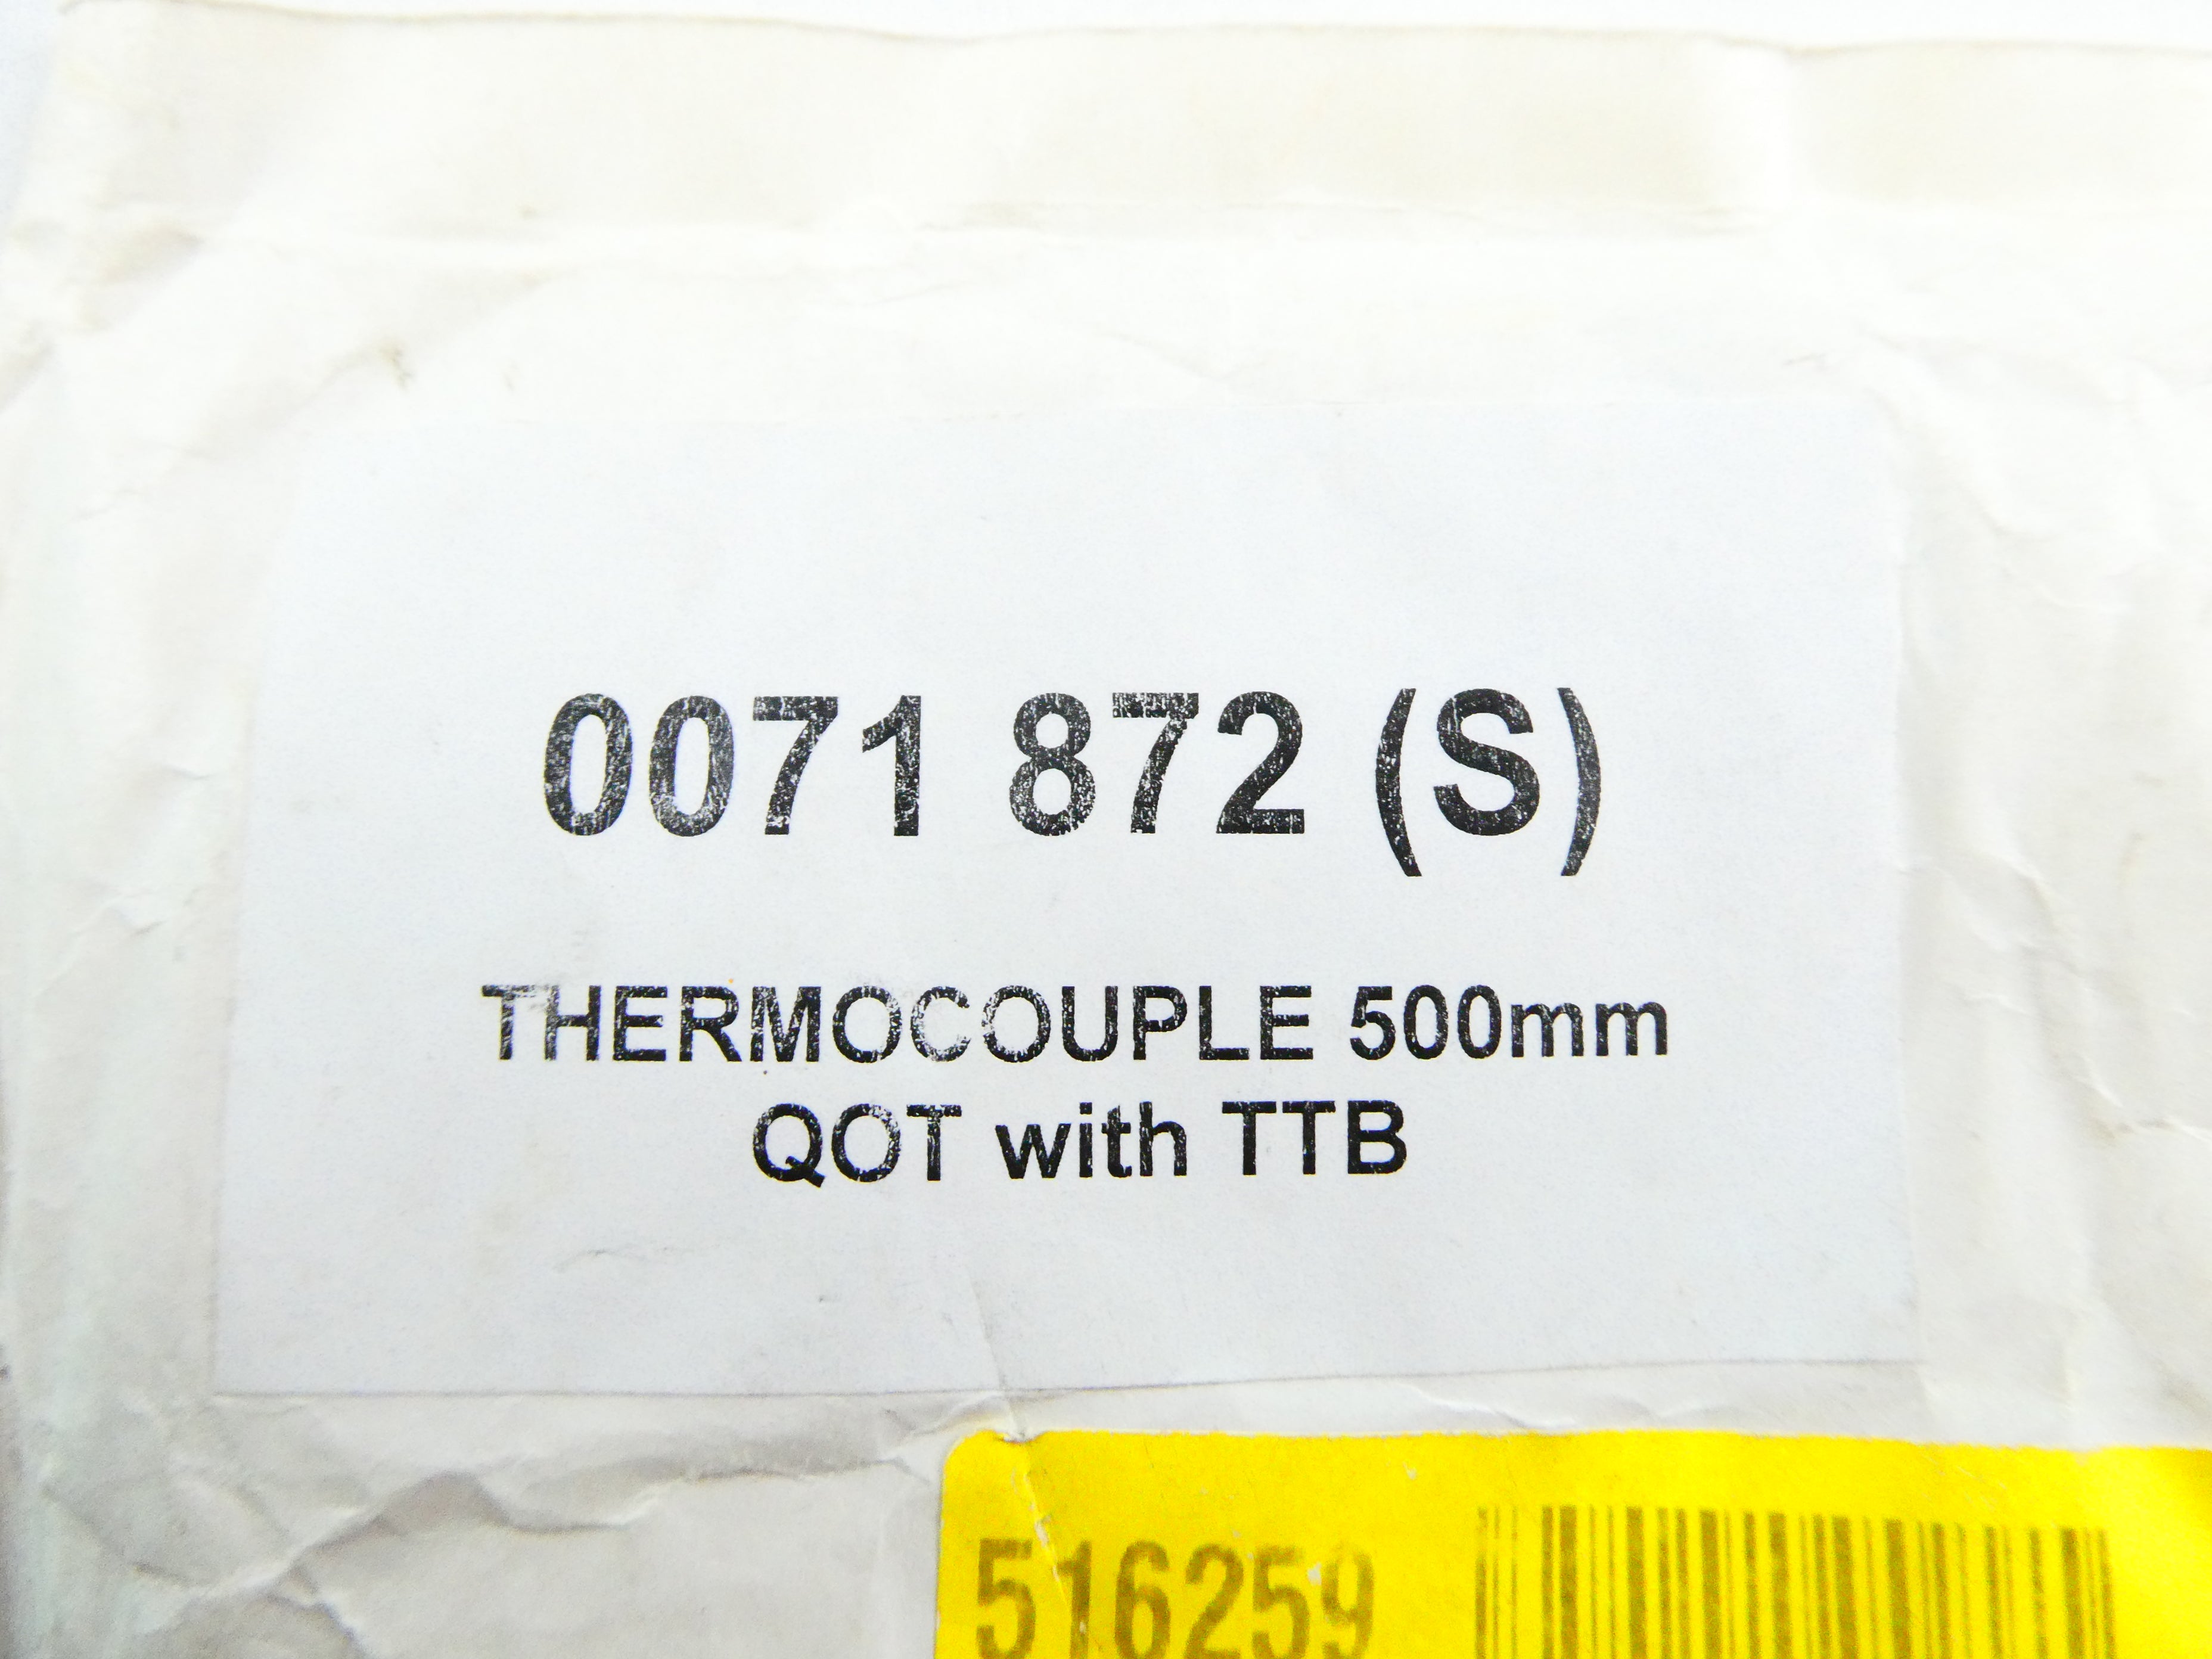 0071 872 (S)
THERMOCOUPLE 500mm
QOT with TTB
516259